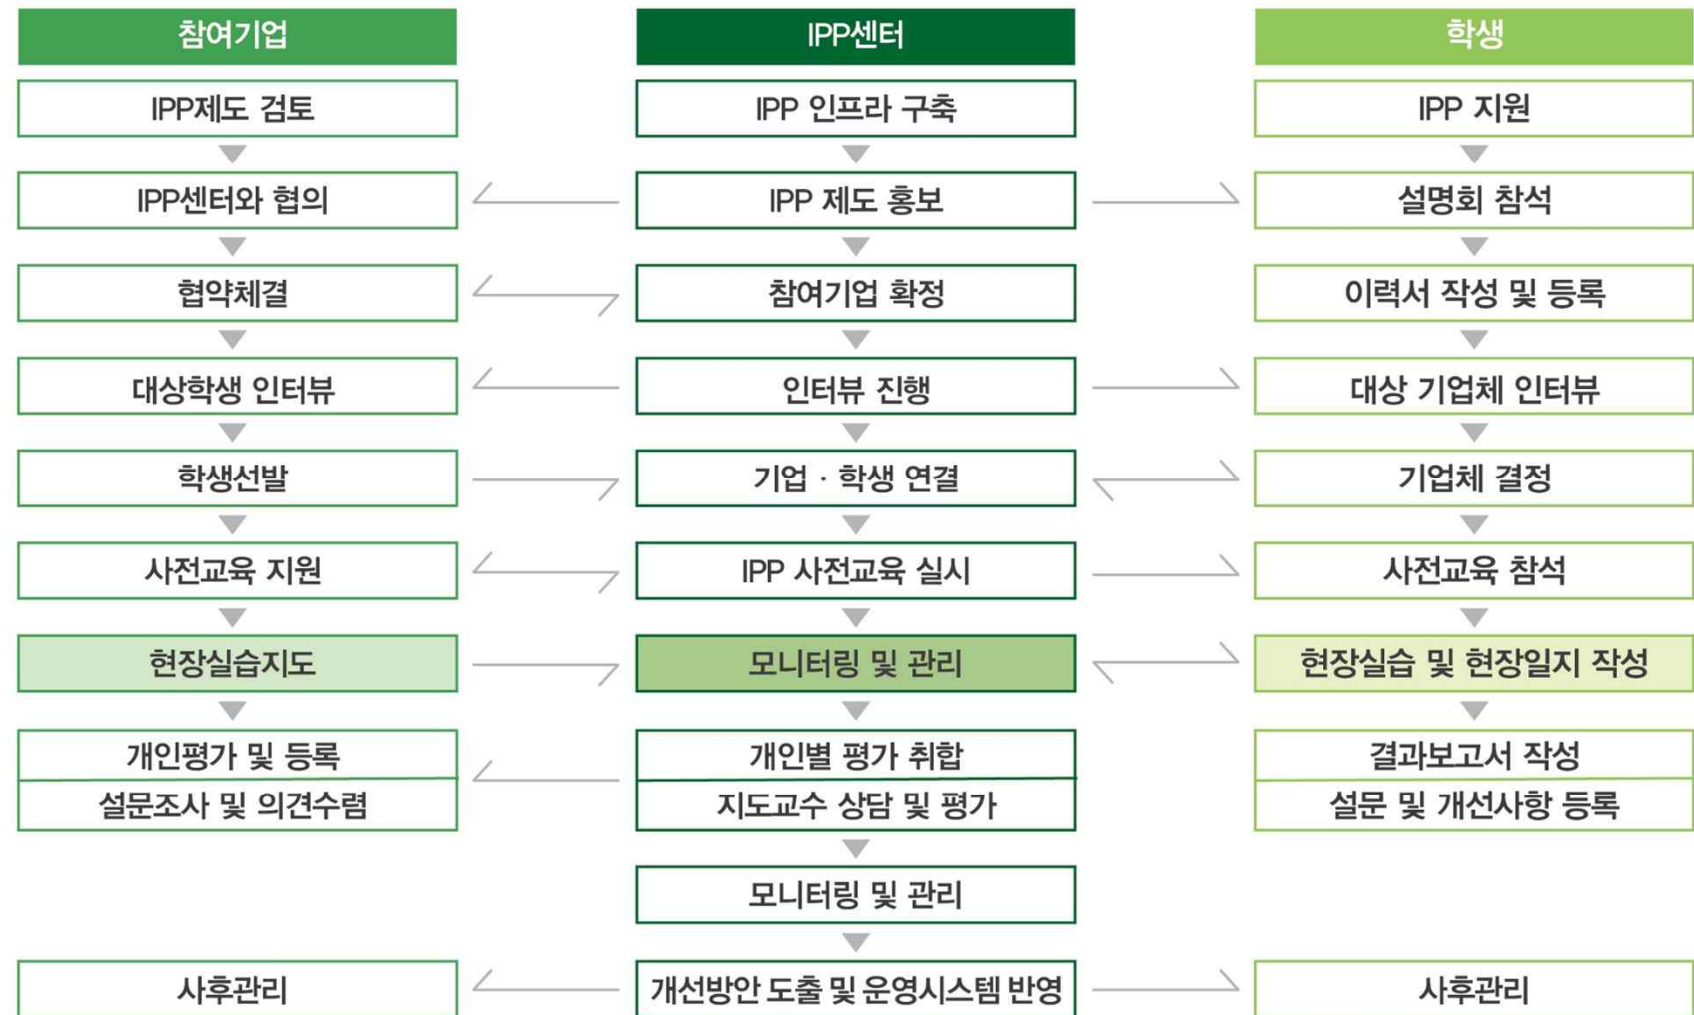 참여기업
IPP센터
학생
IPP제도 검토
IPP 인프라 구축
IPP 지원
IPP센터와 협의
IPP 제도 홍보
설명회 참석
협약체결
참여기업 확정
이력서 작성 및 등록
대상학생 인터뷰
인터뷰 진행
대상 기업체 인터뷰
학생선발
기업 · 학생 연결
기업체 결정
사전교육 지원
IPP 사전교육 실시
사전교육 참석
현장실습지도
모니터링 및 관리
현장실습 및 현장일지 작성
개인평가 및 등록
개인별 평가 취합
결과보고서 작성
설문조사 및 의견수렴
지도교수 상담 및 평가
설문 및 개선사항 등록
모니터링 및 관리
사후관리
개선방안 도출 및 운영시스템 반영
사후관리